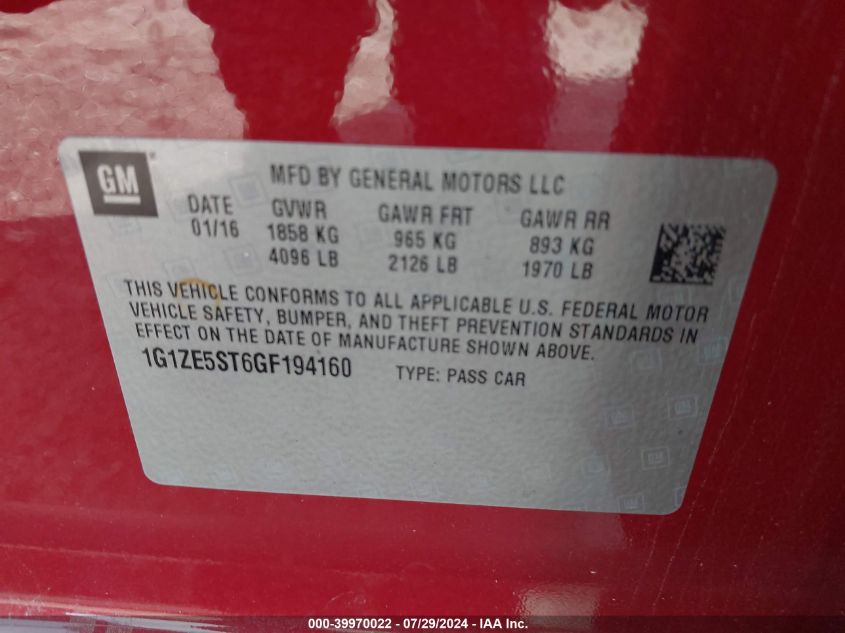 GM
MFD BY GENERAL MOTORS LLC
DATE GVWR GAWR FRT GAWR RR
01/16 1858 KG 965 KG 893 KG
4096 LB 2126 LB 1970 LB
THIS VEHICLE CONFORMS TO ALL APPLICABLE U.S. FEDERAL MOTOR
VEHICLE SAFETY, BUMPER, AND THEFT PREVENTION STANDARDS IN
EFFECT ON THE DATE OF MANUFACTURE SHOWN ABOVE.
1G1ZE5ST6GF194160 TYPE: PASS CAR
000-39970022 - 07/29/2024 - IAA Inc.